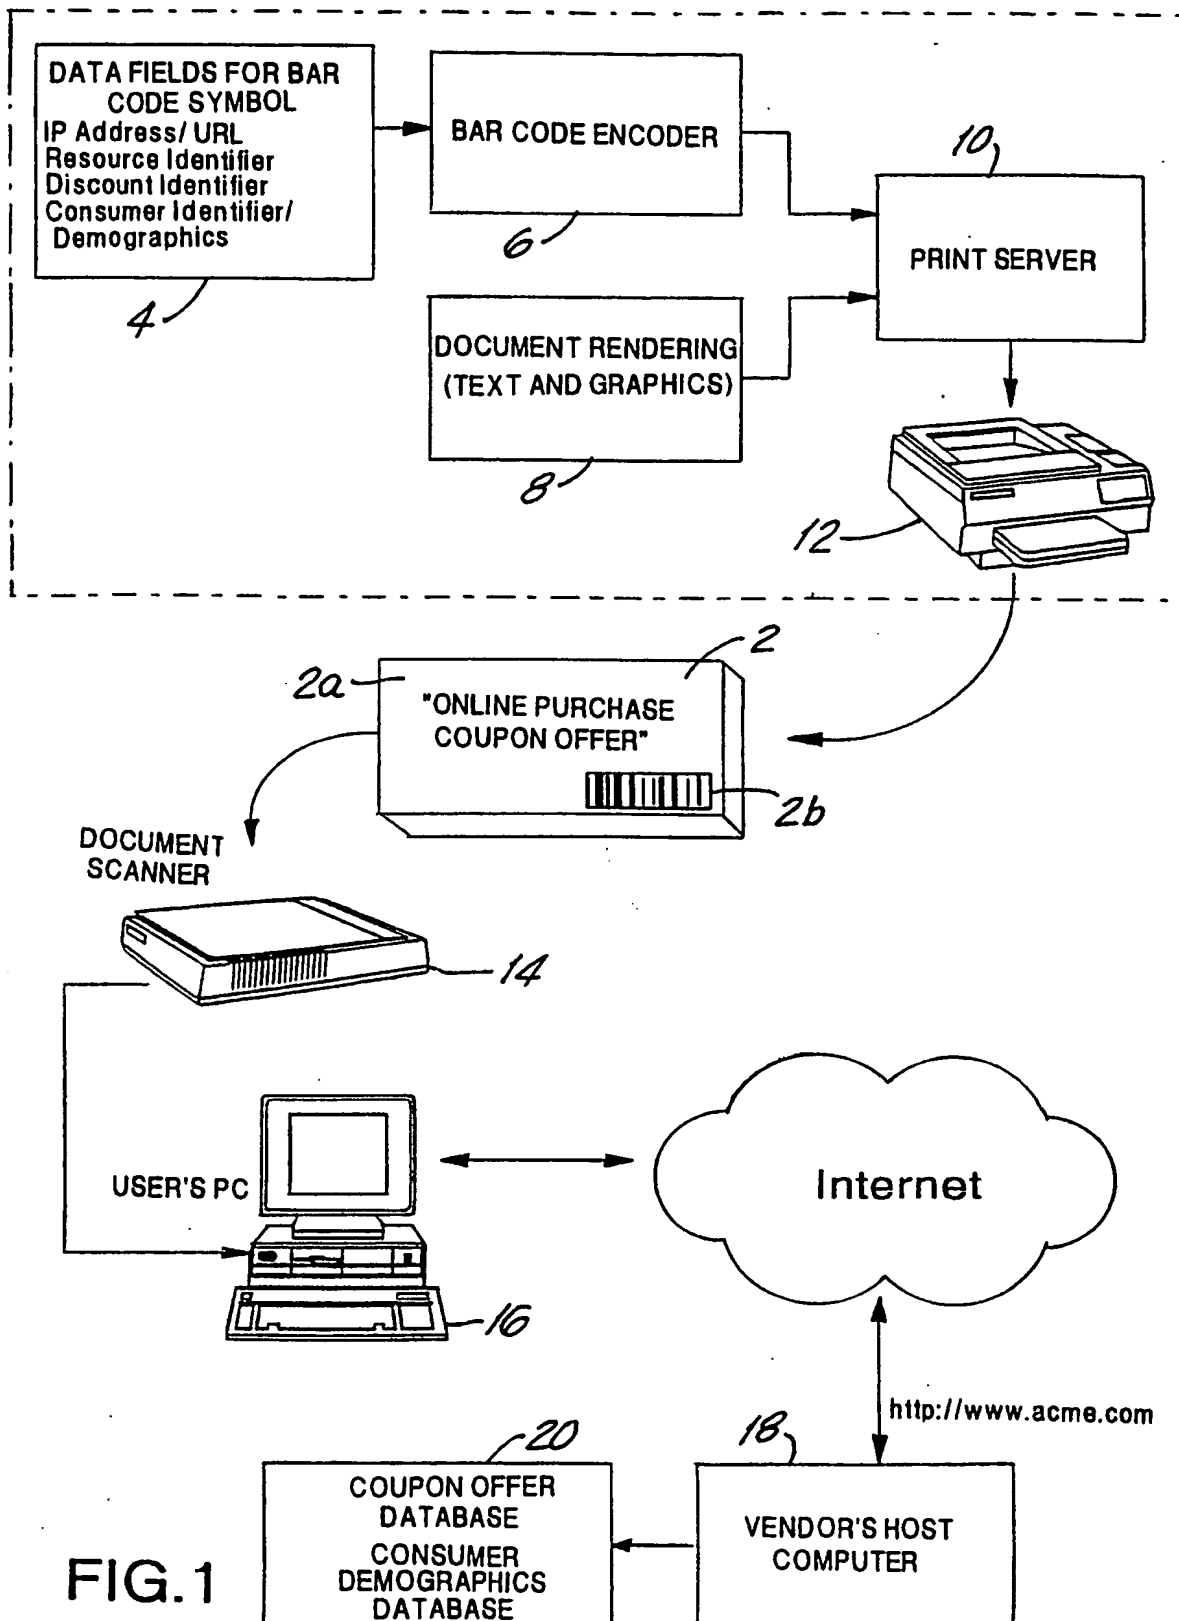 DATA FIELDS FOR BAR
CODE SYMBOL
IP Address/ URL
Resource Identifier
Discount Identifier
Consumer Identifier/
Demographics
4
BAR CODE ENCODER
6
DOCUMENT RENDERING
(TEXT AND GRAPHICS)
8
10
PRINT SERVER
12
2
2a
"ONLINE PURCHASE
COUPON OFFER"
2b
DOCUMENT
SCANNER
14
USER'S PC
16
Internet
http://www.acme.com
18
VENDOR'S HOST
COMPUTER
20
COUPON OFFER
DATABASE
CONSUMER
DEMOGRAPHICS
DATABASE
FIG.1